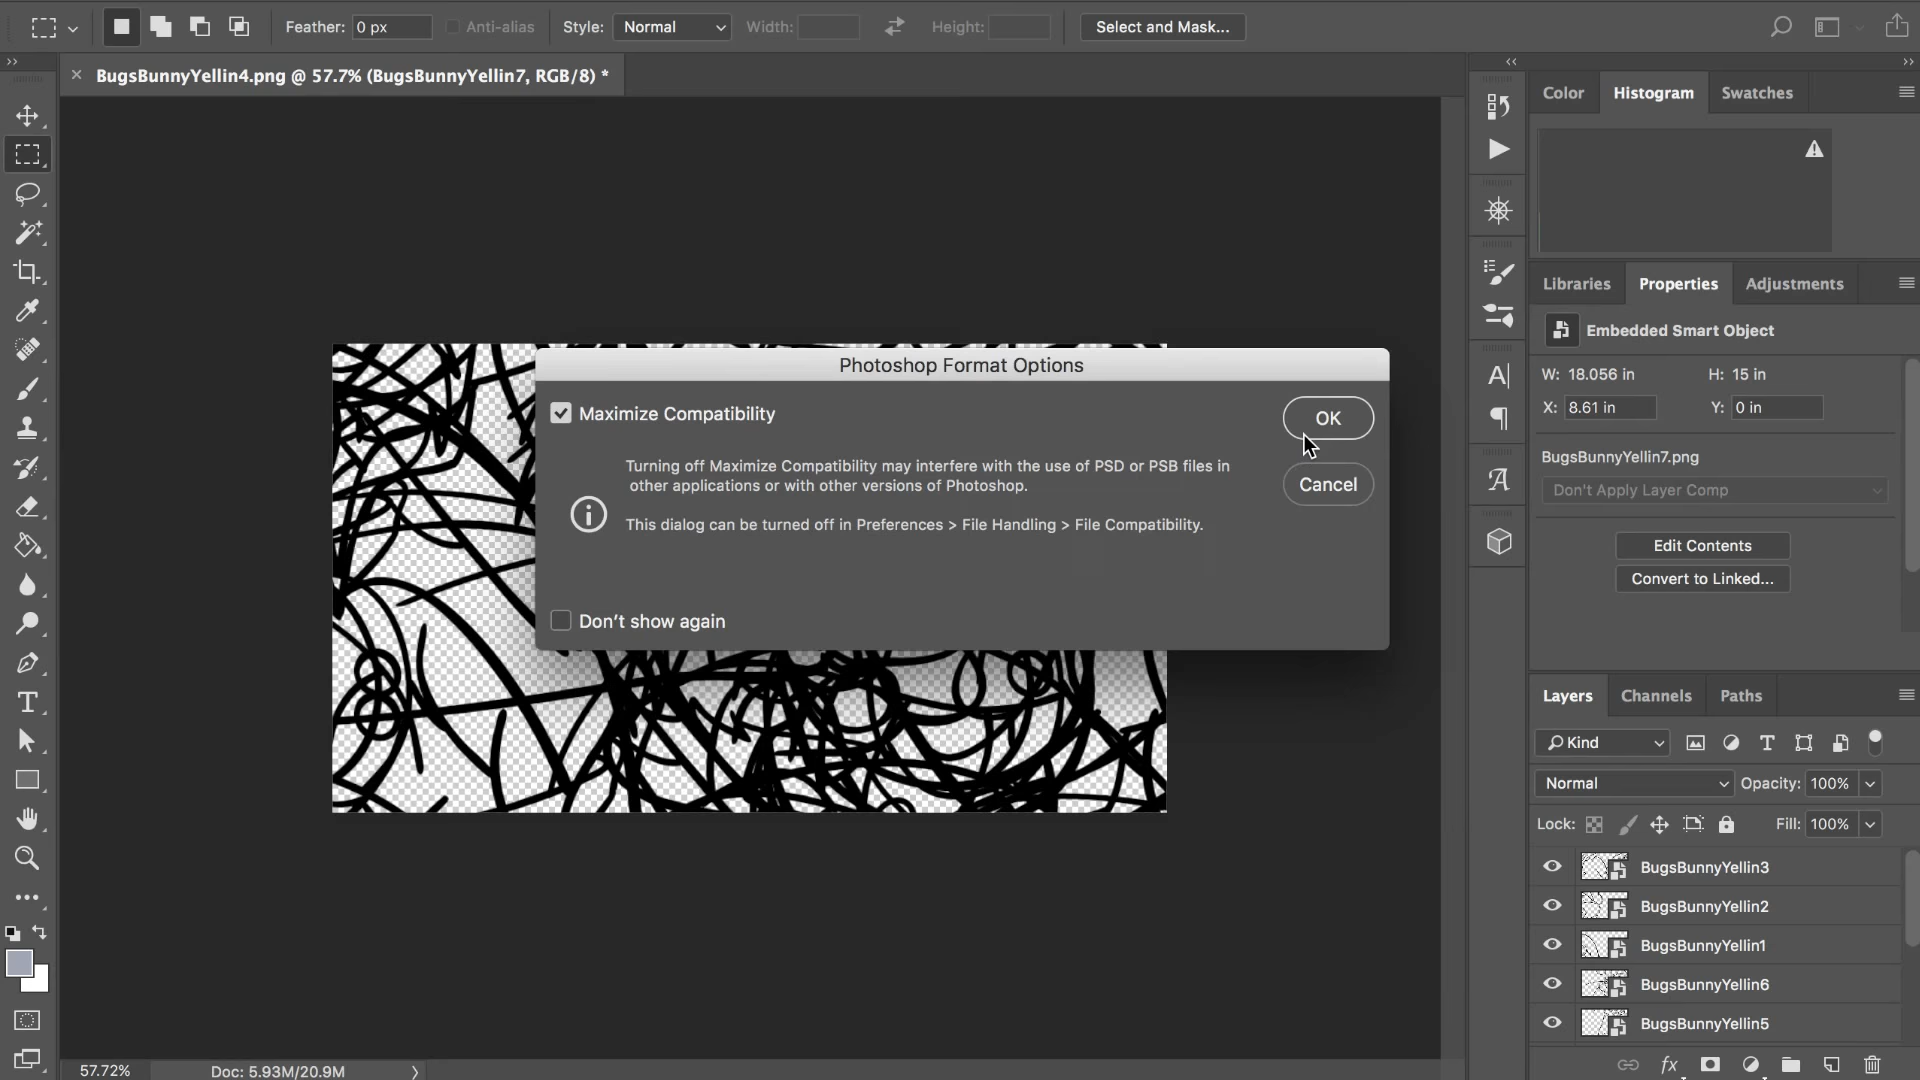 Feather: 0 px
Anti-alias
Style: Normal
Width:
Height:
Select and Mask...
BugsBunnyYellin4.png @ 57.7% (BugsBunnyYellin7, RGB/8) *
Color
Histogram
Swatches
Libraries
Properties
Adjustments
Embedded Smart Object
W: 18.056 in
H: 15 in
X: 8.61 in
Y: 0 in
BugsBunnyYellin7.png
Don't Apply Layer Comp
Edit Contents
Convert to Linked...
Photoshop Format Options
Maximize Compatibility
OK
Turning off Maximize Compatibility may interfere with the use of PSD or PSB files in
other applications or with other versions of Photoshop.
Cancel
This dialog can be turned off in Preferences > File Handling > File Compatibility.
Don't show again
Layers
Channels
Paths
Kind
Normal
Opacity: 100%
Lock:
Fill: 100%
BugsBunnyYellin3
BugsBunnyYellin2
BugsBunnyYellin1
BugsBunnyYellin6
BugsBunnyYellin5
fx
57.72%
Doc: 5.93M/20.9M